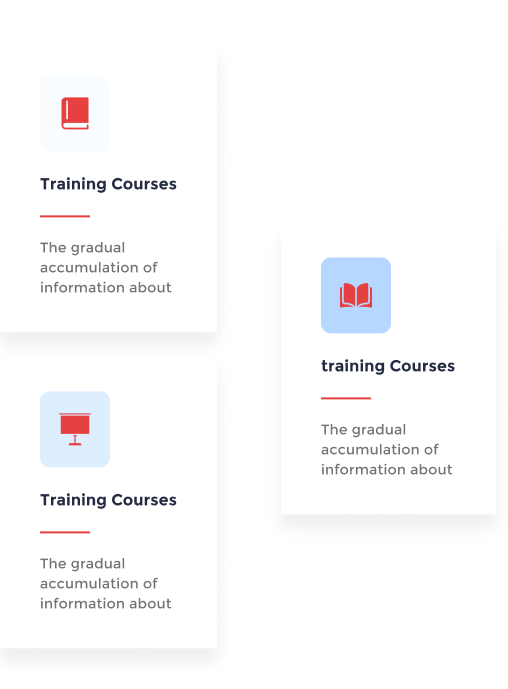 Training Courses
The gradual
accumulation of
information about
training Courses
The gradual
accumulation of
information about
Training Courses
The gradual
accumulation of
information about